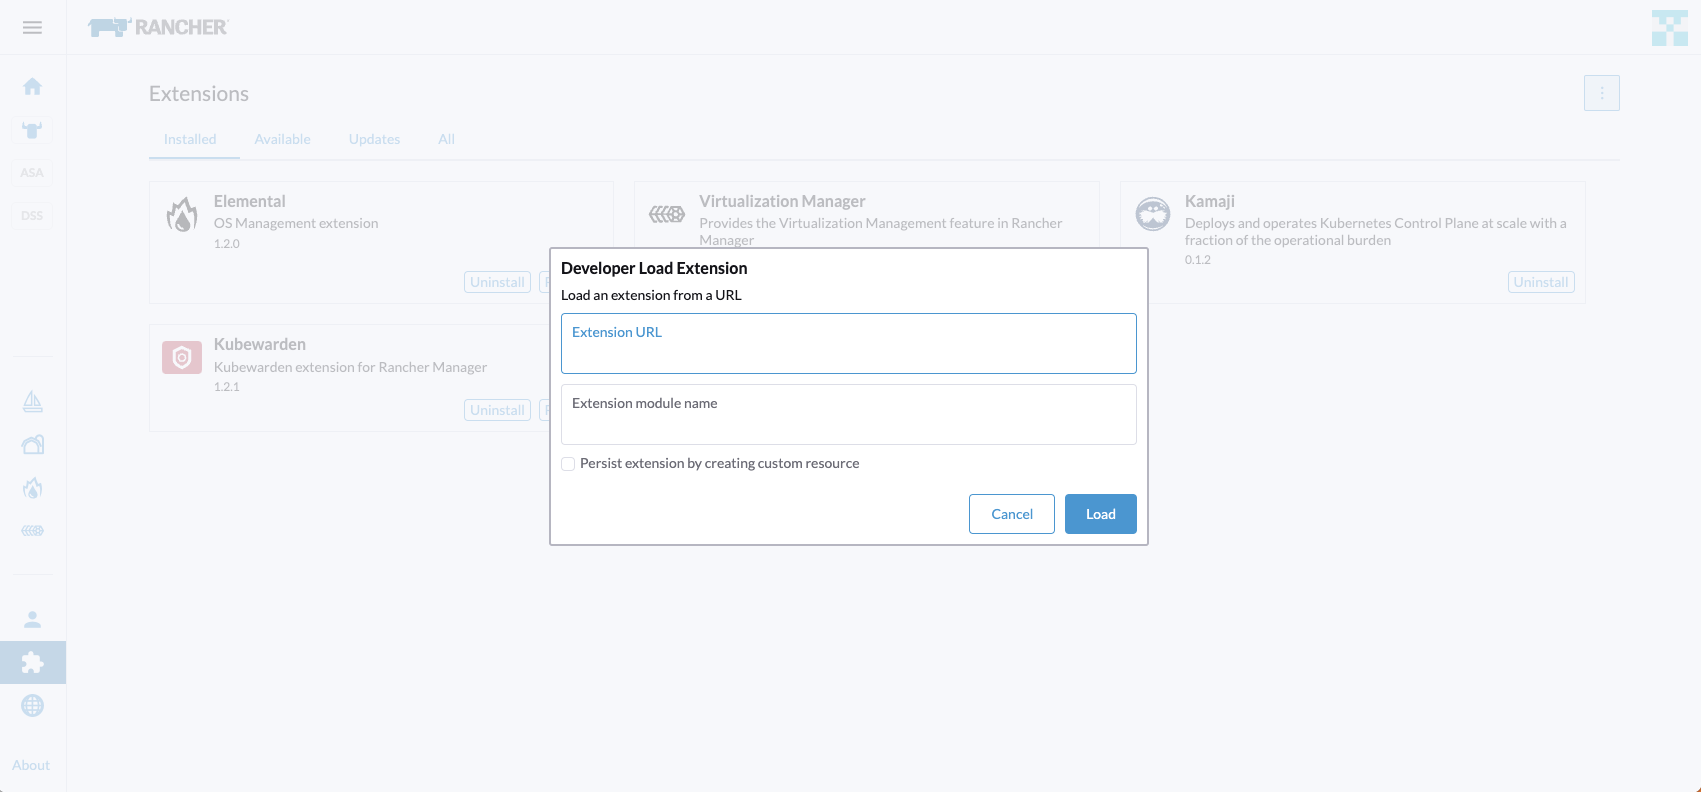 RANCHER
Extensions
Installed Available Updates All
ASA
DSS
Elemental
OS Management extension
1.2.0
Uninstall
Virtualization Manager
Provides the Virtualization Management feature in Rancher
Manager
Kamaji
Deploys and operates Kubernetes Control Plane at scale with a
fraction of the operational burden
0.1.2
Uninstall
Kubewarden
Kubewarden extension for Rancher Manager
1.2.1
Uninstall
Developer Load Extension
Load an extension from a URL
Extension URL
Extension module name
Persist extension by creating custom resource
Cancel Load
About